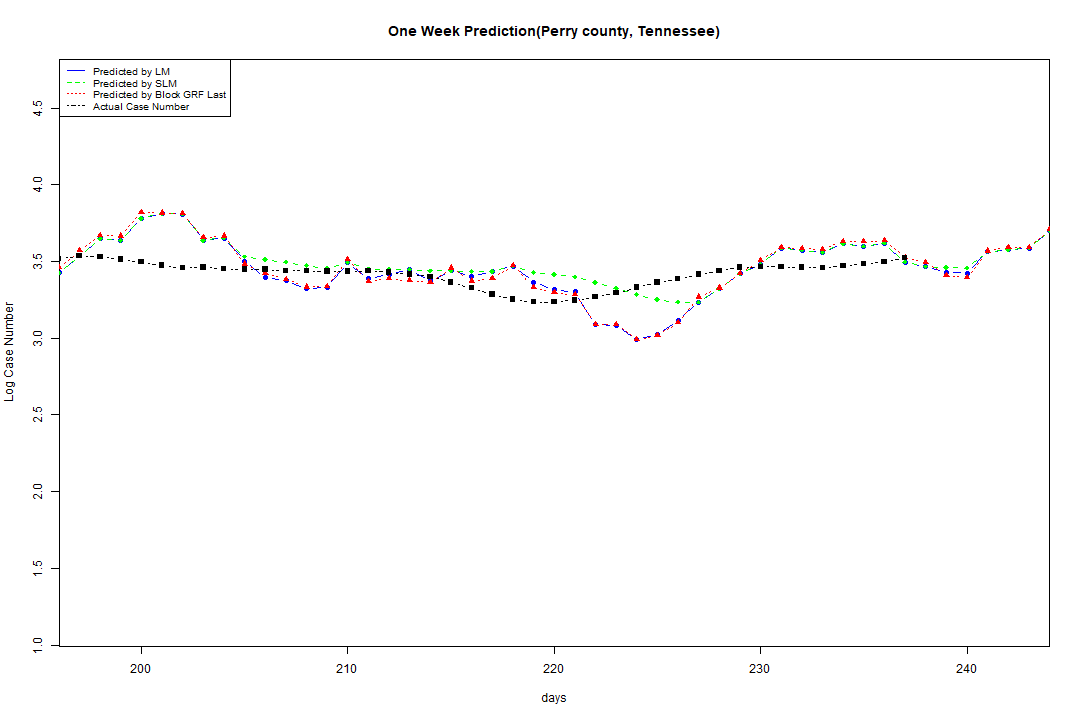 One Week Prediction(Perry county, Tennessee)
Predicted by LM
Predicted by SLM
Predicted by Block GRF Last
Actual Case Number
4.5
4.0
3.5
3.0
2.5
2.0
1.5
1.0
Log Case Number
200 210 220 230 240
days